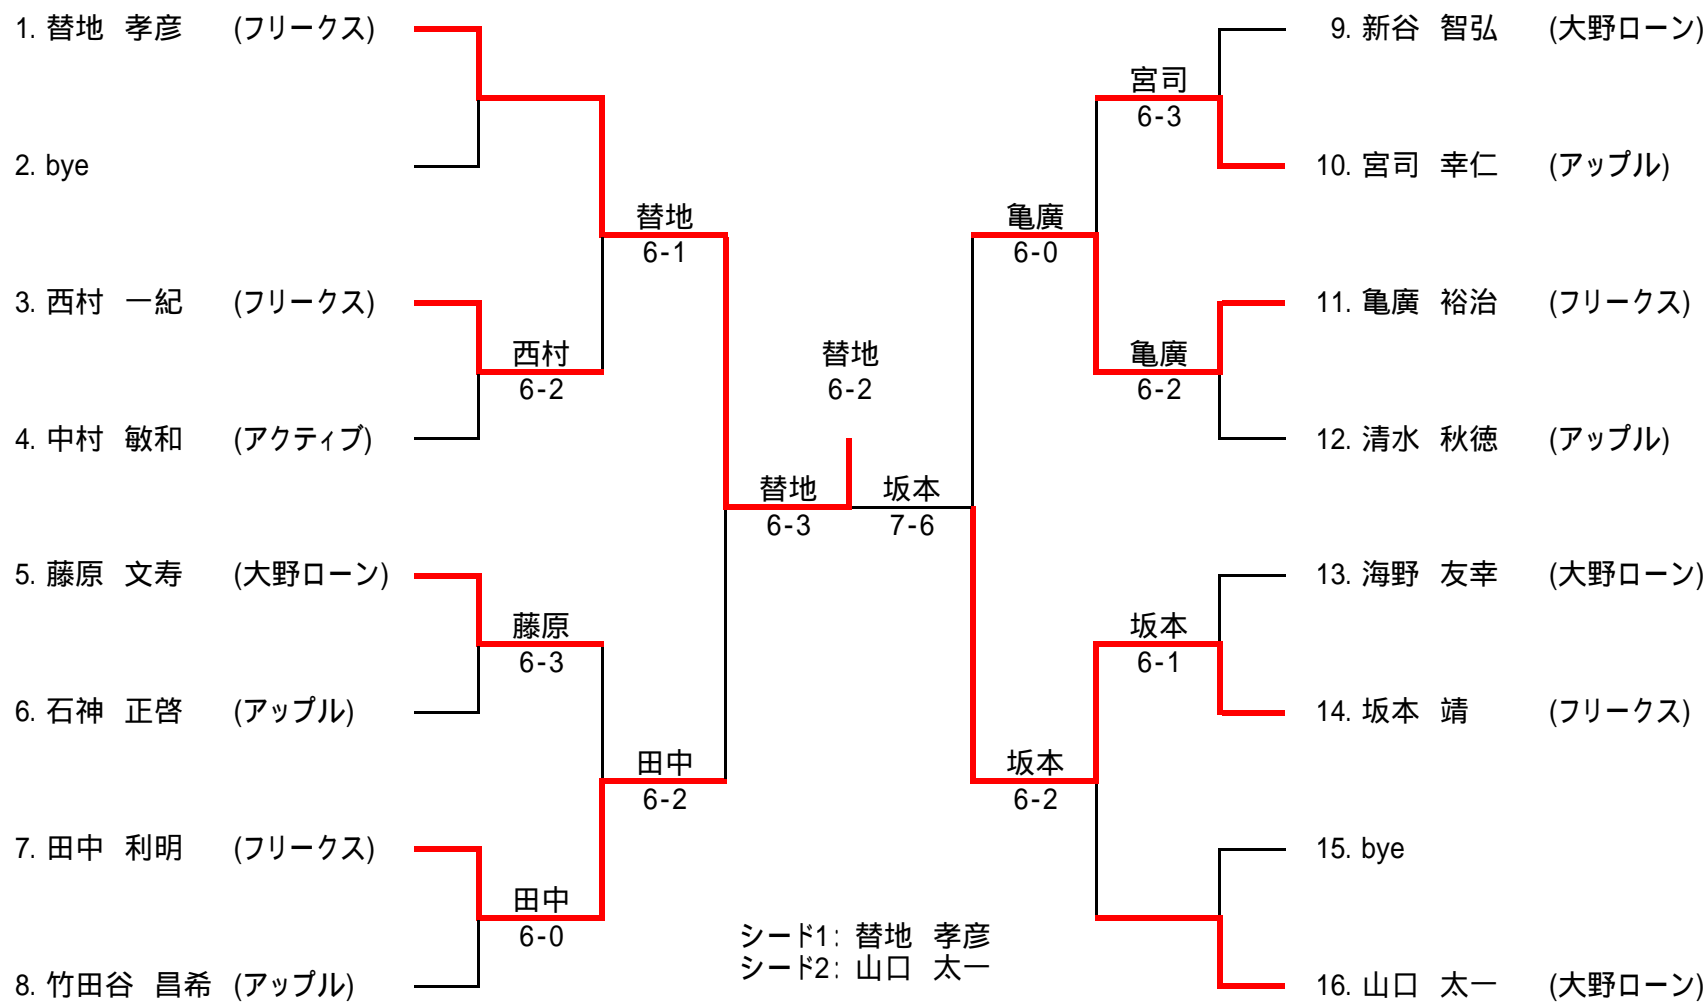 1. 替地 孝彦 (フリークス)
2. bye
3. 西村 一紀 (フリークス)
4. 中村 敏和 (アクティブ)
5. 藤原 文寿 (大野ローン)
6. 石神 正啓 (アップル)
7. 田中 利明 (フリークス)
8. 竹田谷 昌希 (アップル)
西村
6-2
藤原
6-3
田中
6-0
替地
6-1
田中
6-2
替地
6-3
替地
6-2
坂本
7-6
亀廣
6-0
坂本
6-2
宮司
6-3
亀廣
6-2
坂本
6-1
9. 新谷 智弘 (大野ローン)
10. 宮司 幸仁 (アップル)
11. 亀廣 裕治 (フリークス)
12. 清水 秋徳 (アップル)
13. 海野 友幸 (大野ローン)
14. 坂本 靖 (フリークス)
15. bye
16. 山口 太一 (大野ローン)
シード1: 替地 孝彦
シード2: 山口 太一